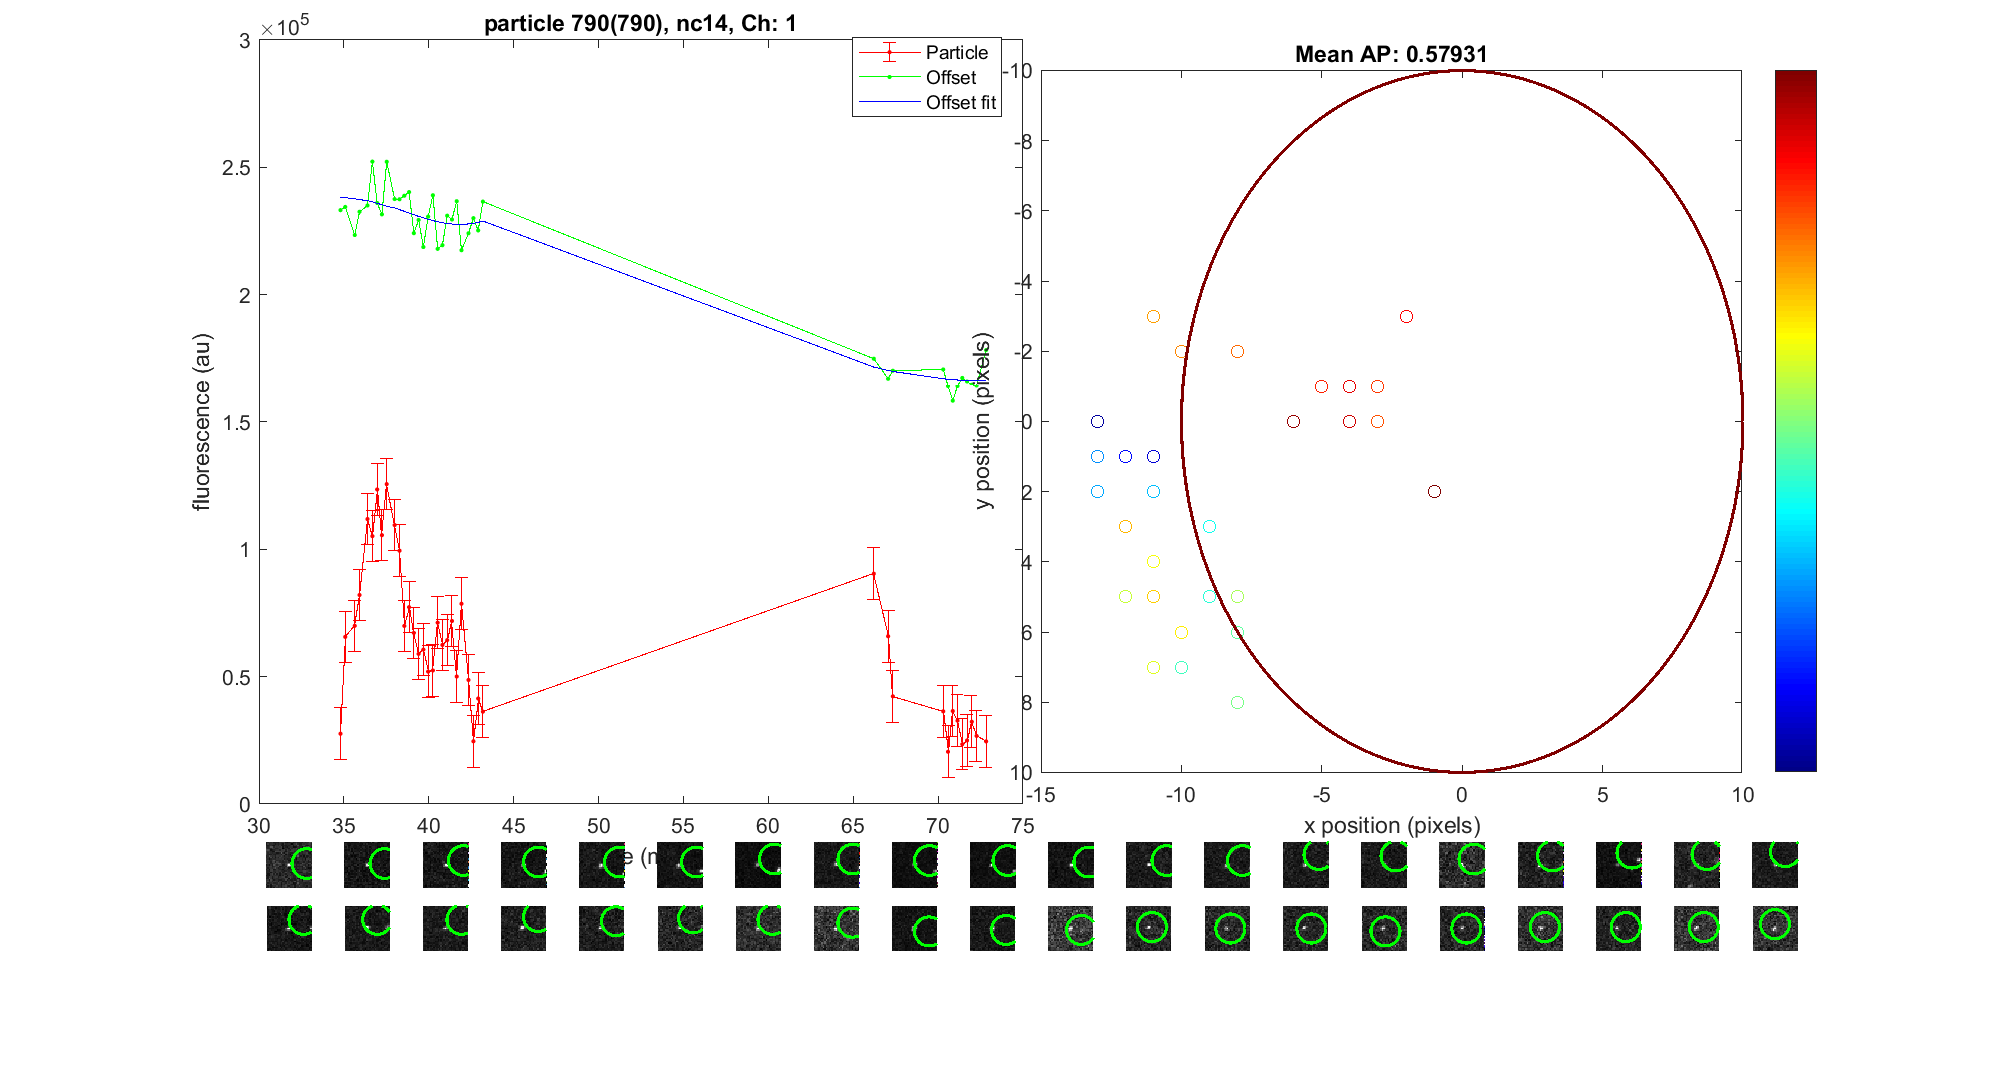 particle 790(790), nc14, Ch: 1
×10⁵
3
2.5
2
1.5
1
0.5
0
fluorescence (au)
30 35 40 45 50 55 60 65 70 75
Particle
Offset
Offset fit
Mean AP: 0.57931
-10
-8
-6
-4
-2
0
2
4
6
8
10
y position (pixels)
-15 -10 -5 0 5 10
x position (pixels)